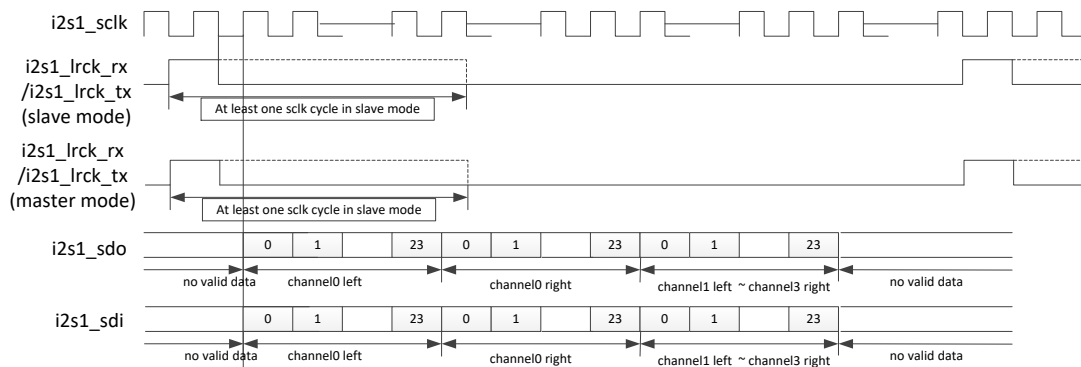 i2s1_sclk
i2s1_lrck_rx
/i2s1_lrck_tx
(slave mode)
At least one sclk cycle in slave mode
i2s1_lrck_rx
/i2s1_lrck_tx
(master mode)
At least one sclk cycle in slave mode
i2s1_sdo
0 1 23 0 1 23 0 1 23
no valid data channel0 left channel0 right channel1 left ~ channel3 right no valid data
i2s1_sdi
0 1 23 0 1 23 0 1 23
no valid data channel0 left channel0 right channel1 left ~ channel3 right no valid data